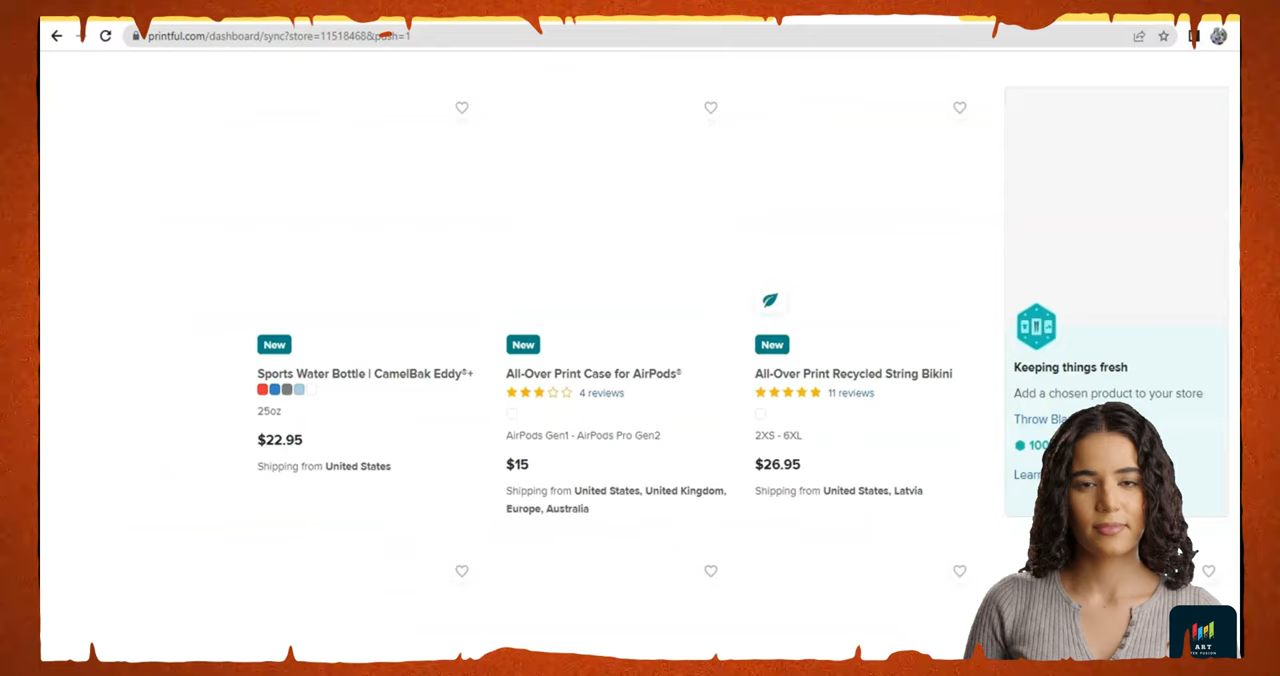 printful.com/dashboard/sync?store=11518468&push=1
New
Sports Water Bottle | CamelBak Eddy®+
25oz
$22.95
Shipping from United States
New
All-Over Print Case for AirPods®
4 reviews
AirPods Gen1 - AirPods Pro Gen2
$15
Shipping from United States, United Kingdom,
Europe, Australia
New
All-Over Print Recycled String Bikini
11 reviews
2XS - 6XL
$26.95
Shipping from United States, Latvia
Keeping things fresh
Add a chosen product to your store
Throw
100
ART